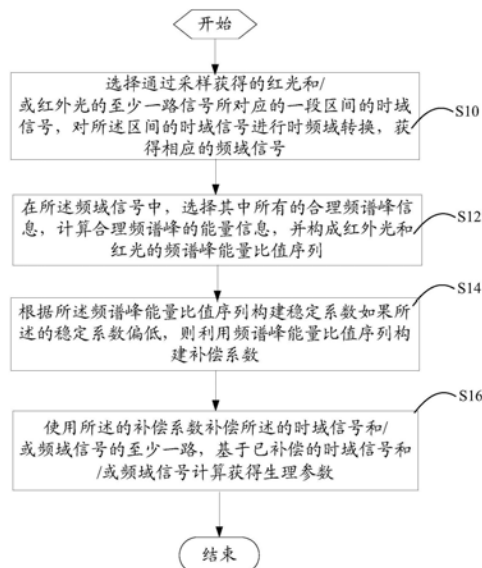 开始
选择通过采样获得的红光和/
或红外光的至少一路信号所对应的一段区间的时域
信号，对所述区间的时域信号进行时频域转换，获
得相应的频域信号
S10
在所述频域信号中，选择其中所有的合理频谱峰信
息，计算合理频谱峰的能量信息，并构成红外光和
红光的频谱峰能量比值序列
S12
根据所述频谱峰能量比值序列构建稳定系数如果所
述的稳定系数偏低，则利用频谱峰能量比值序列构
建补偿系数
S14
使用所述的补偿系数补偿所述的时域信号和/
或频域信号的至少一路，基于已补偿的时域信号和
/或频域信号计算获得生理参数
S16
结束